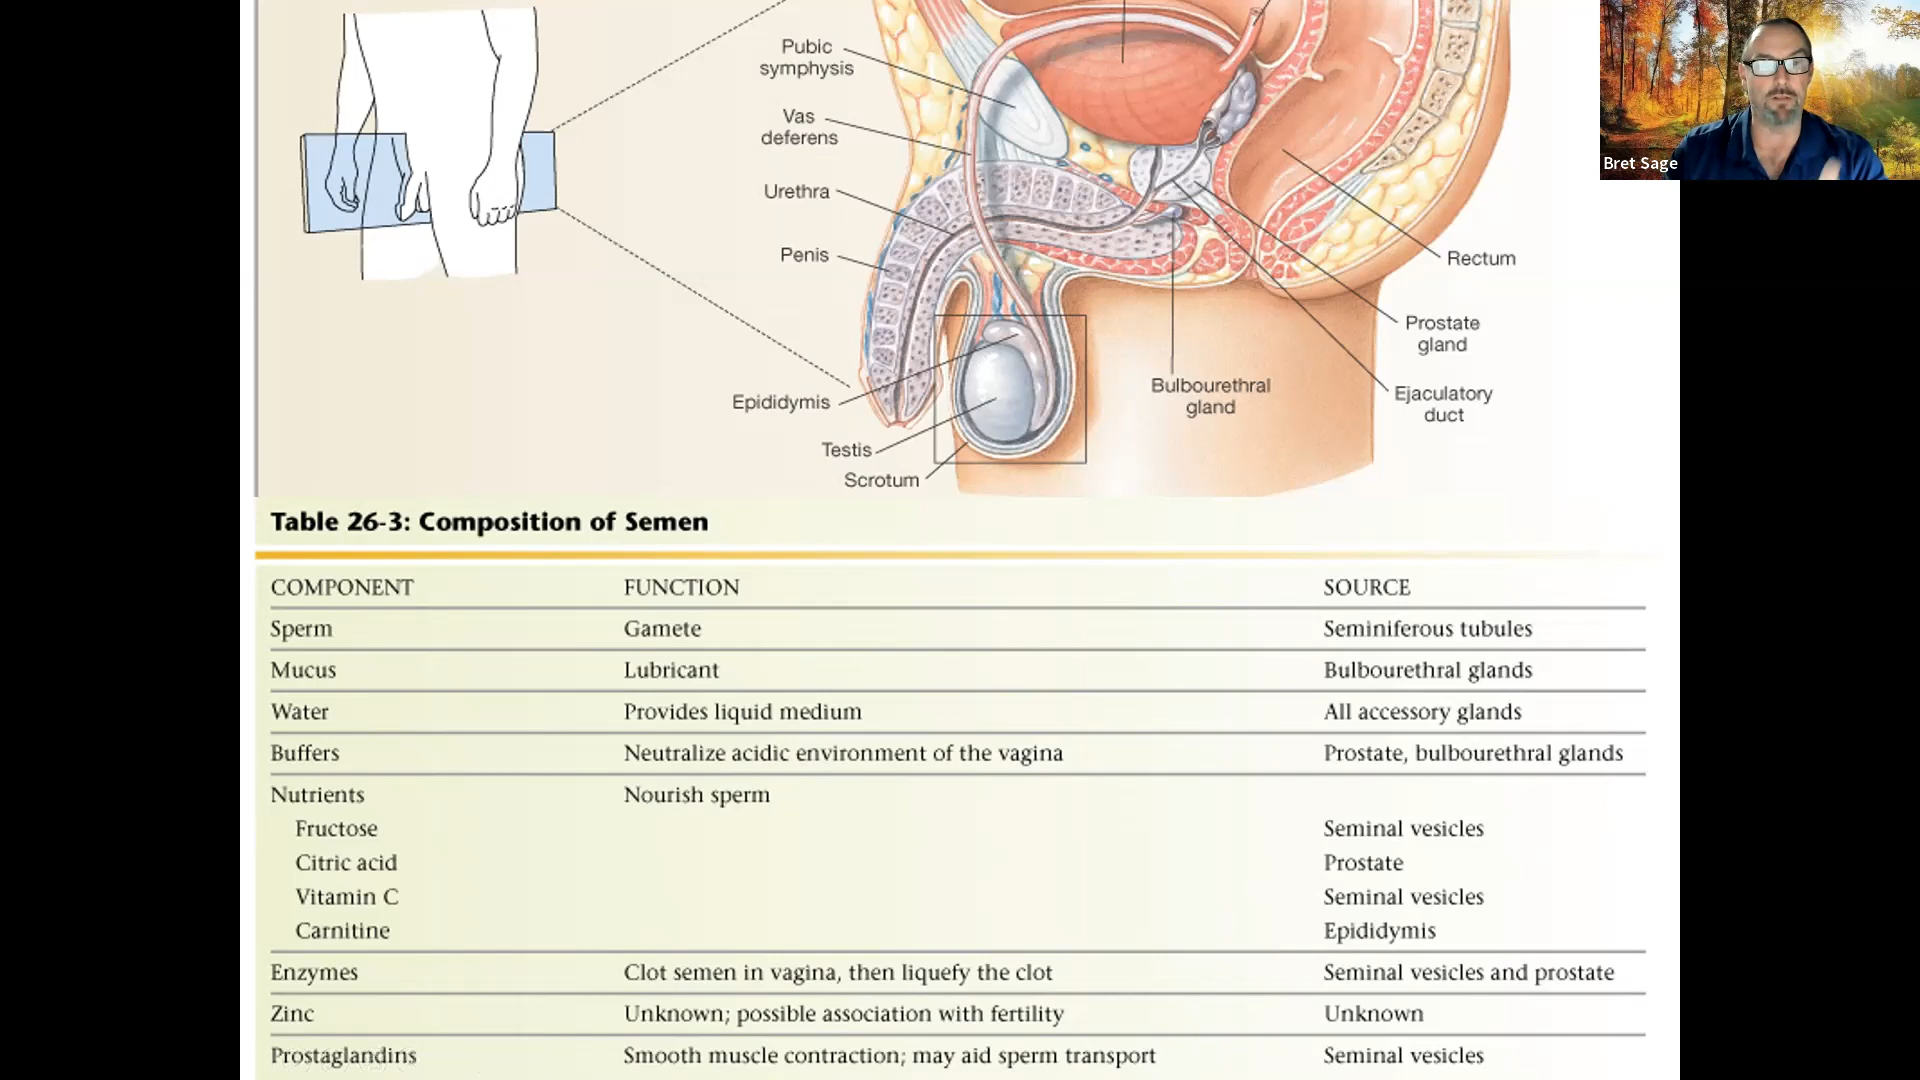 Pubic
symphysis
Vas
deferens
Urethra
Penis
Epididymis
Testis
Scrotum
Bulbourethral
gland
Rectum
Prostate
gland
Ejaculatory
duct
Bret Sage
Table 26-3: Composition of Semen
COMPONENT FUNCTION SOURCE
Sperm Gamete Seminiferous tubules
Mucus Lubricant Bulbourethral glands
Water Provides liquid medium All accessory glands
Buffers Neutralize acidic environment of the vagina Prostate, bulbourethral glands
Nutrients Nourish sperm
Fructose Seminal vesicles
Citric acid Prostate
Vitamin C Seminal vesicles
Carnitine Epididymis
Enzymes Clot semen in vagina, then liquefy the clot Seminal vesicles and prostate
Zinc Unknown; possible association with fertility Unknown
Prostaglandins Smooth muscle contraction; may aid sperm transport Seminal vesicles